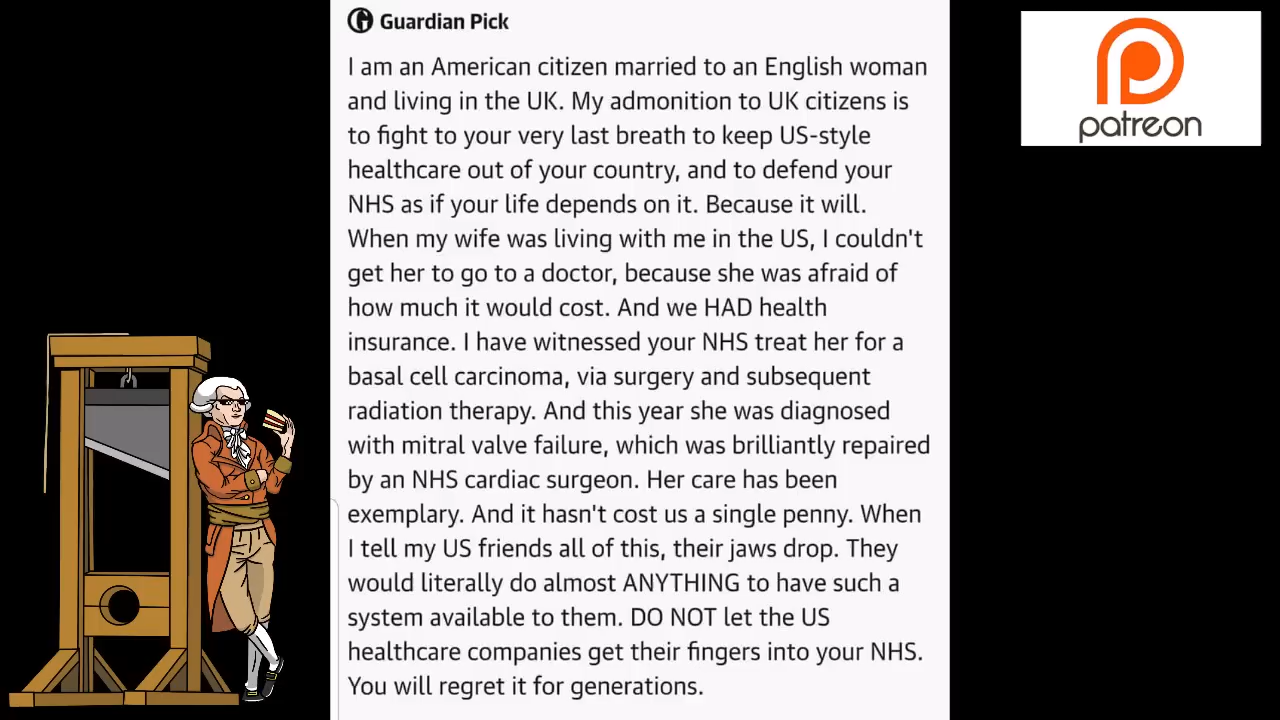 Guardian Pick
I am an American citizen married to an English woman
and living in the UK. My admonition to UK citizens is
to fight to your very last breath to keep US-style
healthcare out of your country, and to defend your
NHS as if your life depends on it. Because it will.
When my wife was living with me in the US, I couldn't
get her to go to a doctor, because she was afraid of
how much it would cost. And we HAD health
insurance. I have witnessed your NHS treat her for a
basal cell carcinoma, via surgery and subsequent
radiation therapy. And this year she was diagnosed
with mitral valve failure, which was brilliantly repaired
by an NHS cardiac surgeon. Her care has been
exemplary. And it hasn't cost us a single penny. When
I tell my US friends all of this, their jaws drop. They
would literally do almost ANYTHING to have such a
system available to them. DO NOT let the US
healthcare companies get their fingers into your NHS.
You will regret it for generations.
patreon